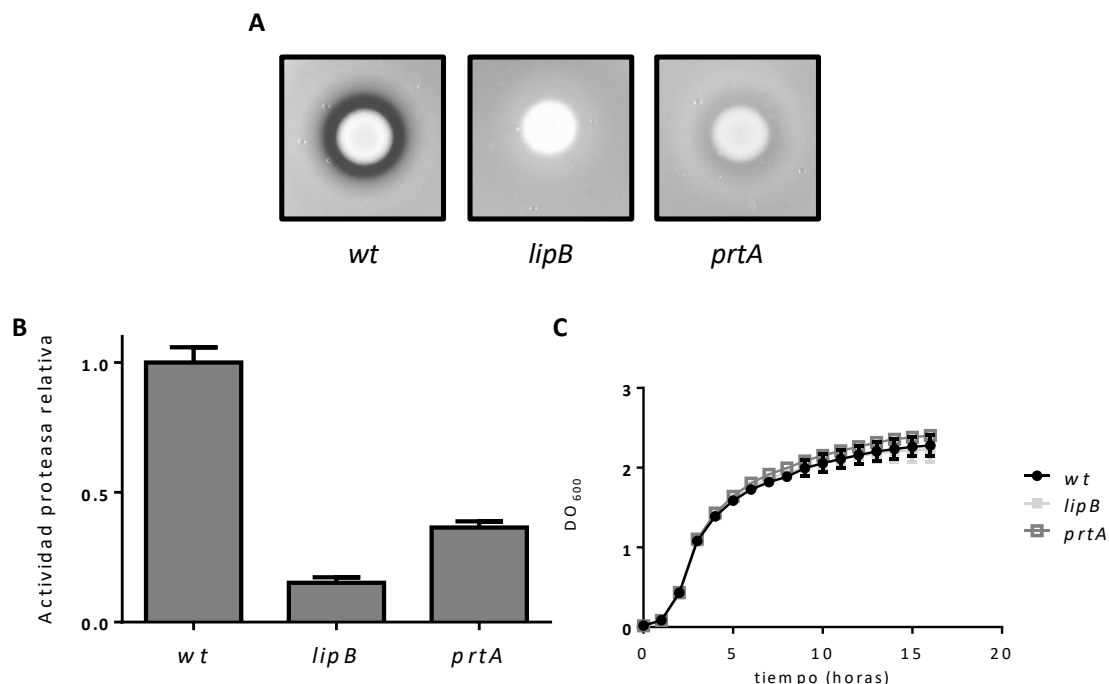 A
wt lipB prtA
B
Actividad proteasa relativa
1.0
0.5
0.0
wt lipB prtA
C
DO600
3
2
1
0
0 5 10 15 20
tiempo (horas)
wt
lipB
prtA